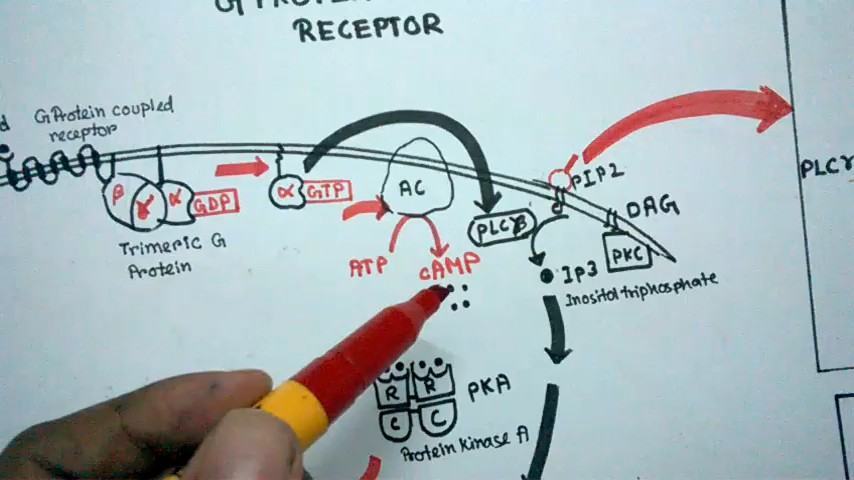 RECEPTOR
G Protein coupled
receptor
β
γ
α
GDP
Trimeric G
Protein
α
GTP
AC
ATP
cAMP
PLCβ
PIP2
DAG
PKC
IP3
Inositol triphosphate
PLCγ
R R
C C
PKA
Protein kinase A